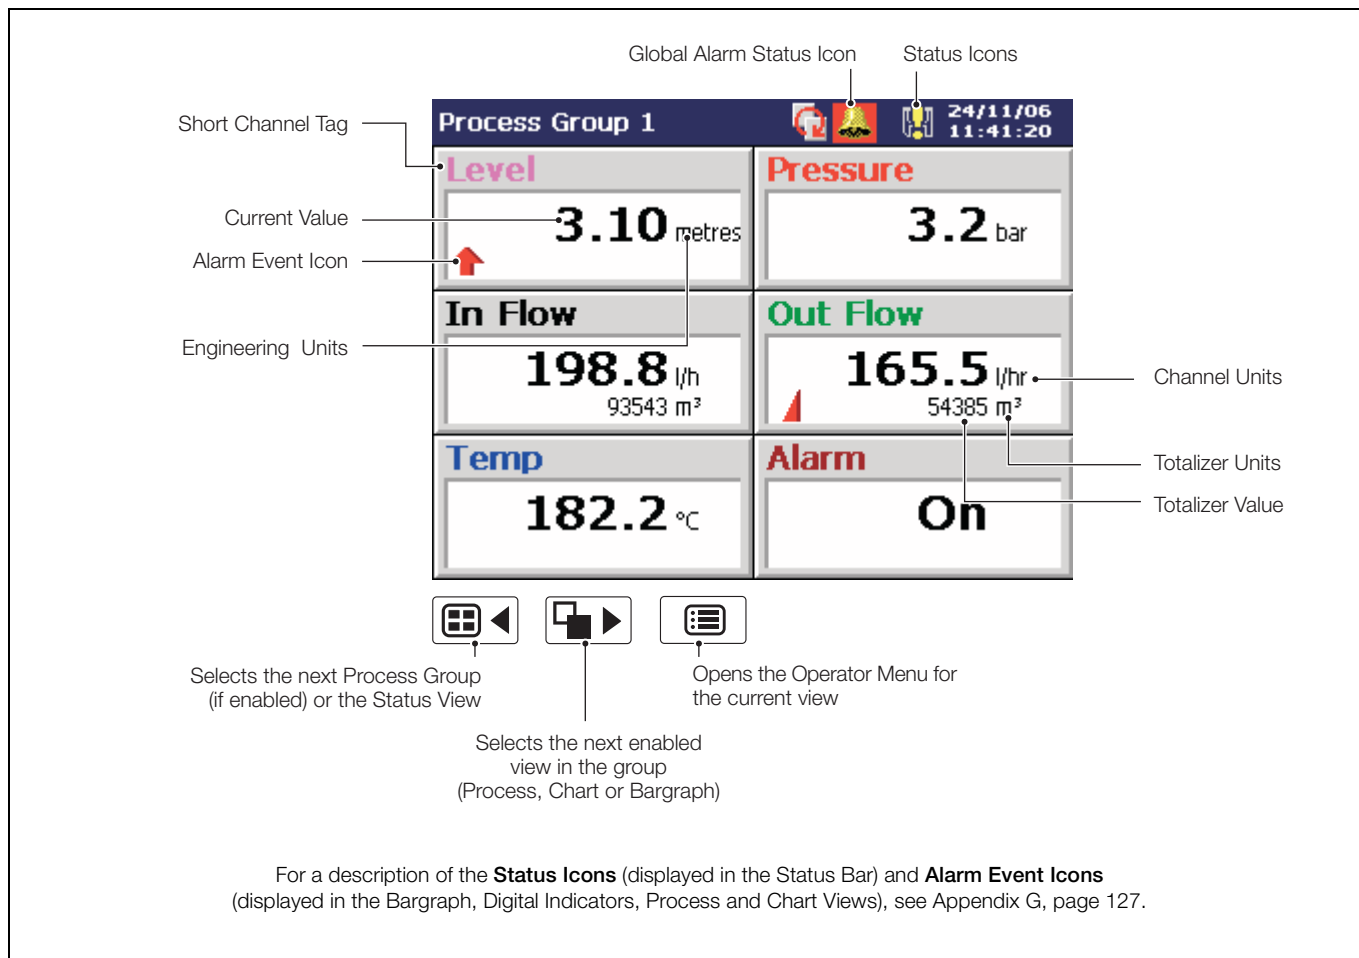 Global Alarm Status Icon
Status Icons
Short Channel Tag
Process Group 1
24/11/06
11:41:20
Level
Pressure
Current Value
3.10 metres
3.2 bar
Alarm Event Icon
In Flow
Out Flow
Engineering Units
198.8 l/h
165.5 l/hr
Channel Units
93543 m³
54385 m³
Temp
Alarm
Totalizer Units
182.2 °C
On
Totalizer Value
Selects the next Process Group
(if enabled) or the Status View
Opens the Operator Menu for
the current view
Selects the next enabled
view in the group
(Process, Chart or Bargraph)
For a description of the Status Icons (displayed in the Status Bar) and Alarm Event Icons
(displayed in the Bargraph, Digital Indicators, Process and Chart Views), see Appendix G, page 127.